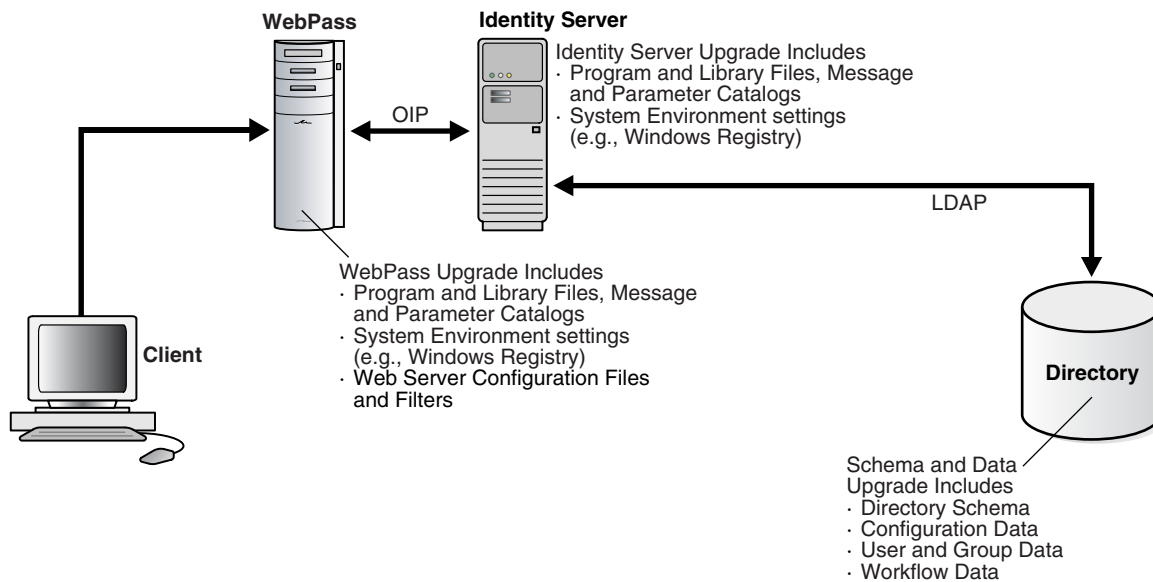 WebPass
Identity Server
Identity Server Upgrade Includes
· Program and Library Files, Message
and Parameter Catalogs
· System Environment settings
(e.g., Windows Registry)
OIP
LDAP
WebPass Upgrade Includes
· Program and Library Files, Message
and Parameter Catalogs
· System Environment settings
(e.g., Windows Registry)
· Web Server Configuration Files
and Filters
Client
Directory
Schema and Data
Upgrade Includes
· Directory Schema
· Configuration Data
· User and Group Data
· Workflow Data